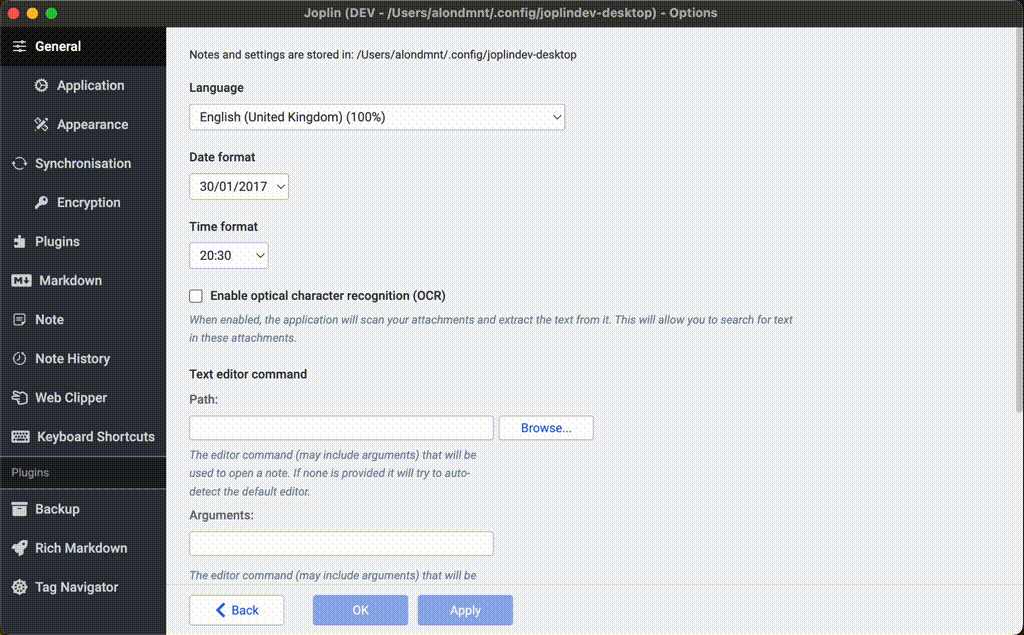 Joplin (DEV - /Users/alondmnt/.config/joplindev-desktop) - Options
General
Application
Appearance
Synchronisation
Encryption
Plugins
Markdown
Note
Note History
Web Clipper
Keyboard Shortcuts
Plugins
Backup
Rich Markdown
Tag Navigator
Notes and settings are stored in: /Users/alondmnt/.config/joplindev-desktop
Language
English (United Kingdom) (100%)
Date format
30/01/2017
Time format
20:30
Enable optical character recognition (OCR)
When enabled, the application will scan your attachments and extract the text from it. This will allow you to search for text
in these attachments.
Text editor command
Path:
Browse...
The editor command (may include arguments) that will be
used to open a note. If none is provided it will try to auto-
detect the default editor.
Arguments:
The editor command (may include arguments) that will be
Back
OK
Apply